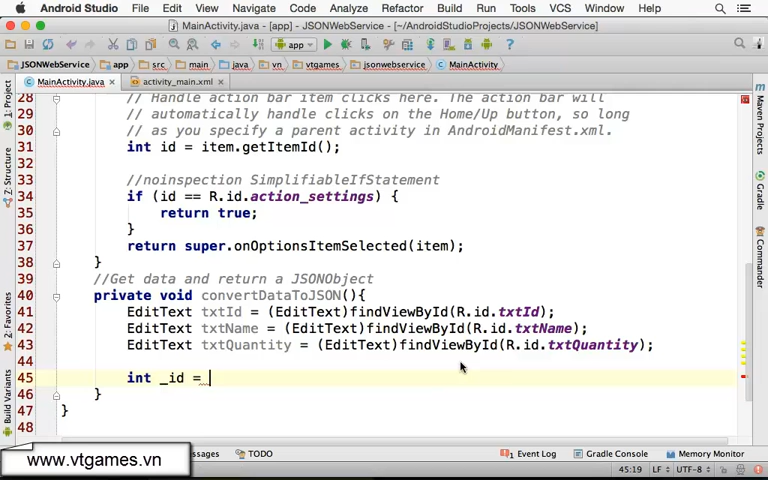 Android Studio File Edit View Navigate Code Analyze Refactor Build Run Tools VCS Window Help
MainActivity.java - [app] - JSONWebService - [~/AndroidStudioProjects/JSONWebService]
app
JSONWebService app src main java vn vtgames jsonwebservice MainActivity
MainActivity.java activity_main.xml
28 // Handle action bar item clicks here. The action bar will
29 // automatically handle clicks on the Home/Up button, so long
30 // as you specify a parent activity in AndroidManifest.xml.
31 int id = item.getItemId();
32
33 //noinspection SimplifiableIfStatement
34 if (id == R.id.action_settings) {
35 return true;
36 }
37 return super.onOptionsItemSelected(item);
38 }
39 //Get data and return a JSONObject
40 private void convertDataToJSON(){
41 EditText txtId = (EditText)findViewById(R.id.txtId);
42 EditText txtName = (EditText)findViewById(R.id.txtName);
43 EditText txtQuantity = (EditText)findViewById(R.id.txtQuantity);
44
45 int _id =
46 }
47 }
48
1: Project
7: Structure
2: Favorites
Build Variants
Maven Projects
Gradle
Commander
ssages TODO 1 Event Log Gradle Console Memory Monitor
45:19 LF UTF-8
www.vtgames.vn